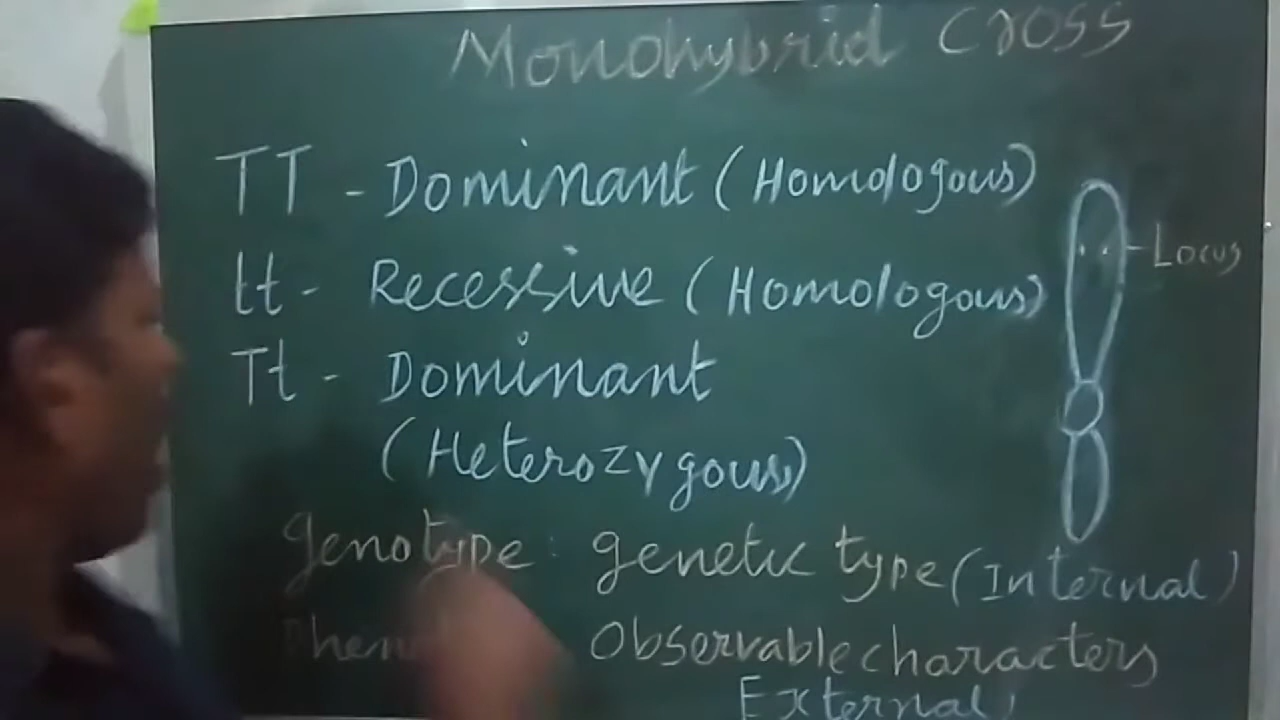 Monohybrid Cross
TT - Dominant (Homologous)
Locus
tt - Recessive (Homologous)
Tt - Dominant
(Heterozygous)
genotype : genetic type (Internal)
Observable characters
External)